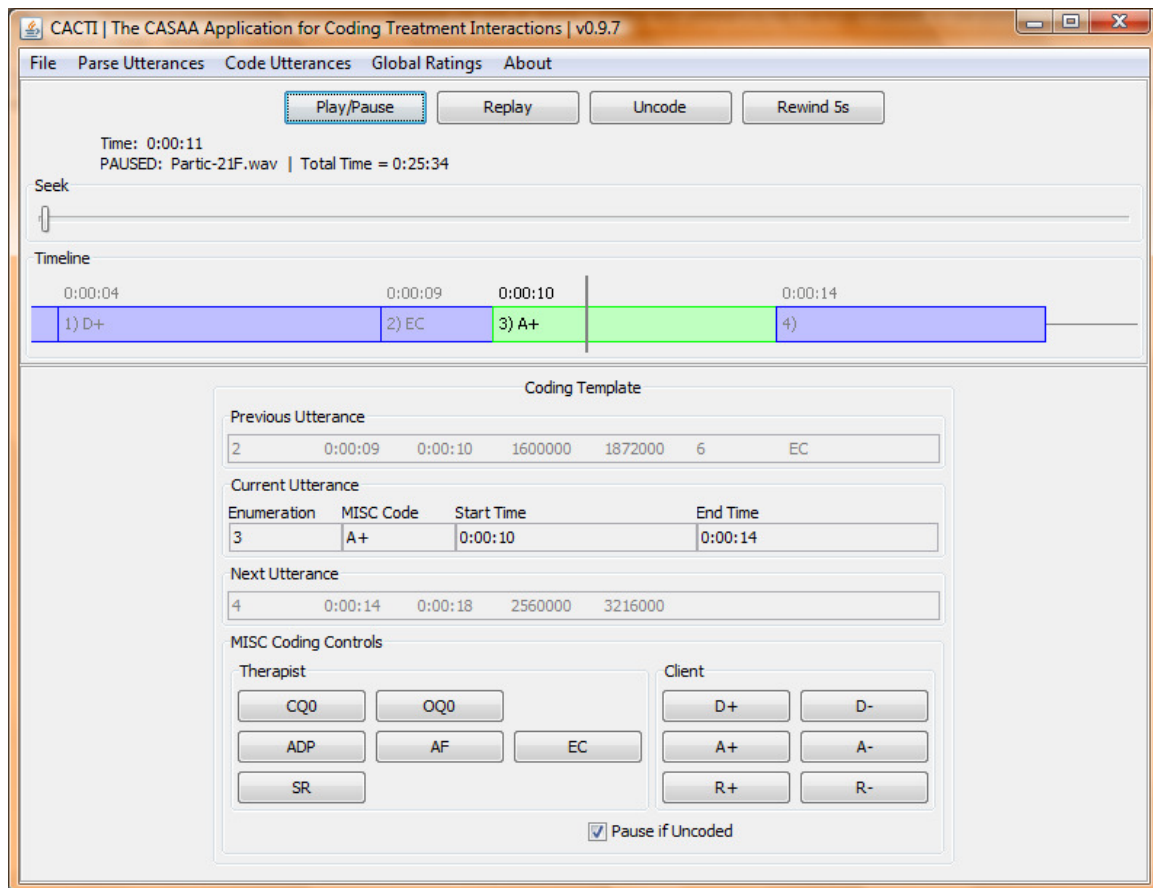 CACTI | The CASAA Application for Coding Treatment Interactions | v0.9.7
File Parse Utterances Code Utterances Global Ratings About
Play/Pause Replay Uncode Rewind 5s
Time: 0:00:11
PAUSED: Partic-21F.wav | Total Time = 0:25:34
Seek
Timeline
0:00:04 0:00:09 0:00:10 0:00:14
1) D+ 2) EC 3) A+ 4)
Coding Template
Previous Utterance
2 0:00:09 0:00:10 1600000 1872000 6 EC
Current Utterance
Enumeration MISC Code Start Time End Time
3 A+ 0:00:10 0:00:14
Next Utterance
4 0:00:14 0:00:18 2560000 3216000
MISC Coding Controls
Therapist Client
CQ0 OQ0 D+ D-
ADP AF EC A+ A-
SR R+ R-
Pause if Uncoded